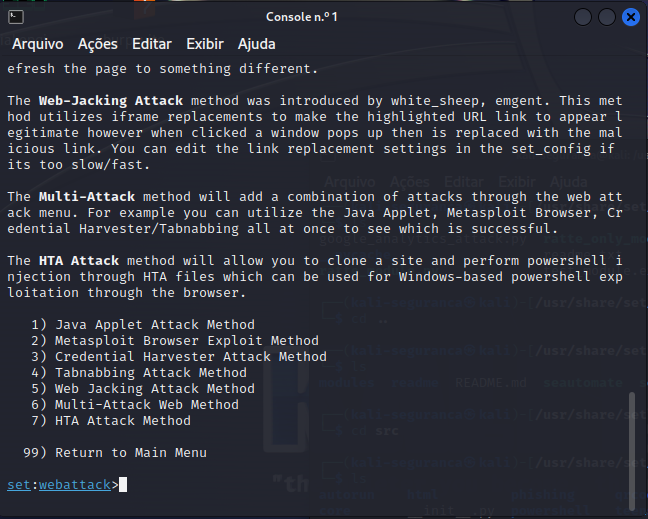 Console n.º 1
Arquivo Ações Editar Exibir Ajuda
efresh the page to something different.
The Web-Jacking Attack method was introduced by white_sheep, emgent. This met
hod utilizes iframe replacements to make the highlighted URL link to appear l
egitimate however when clicked a window pops up then is replaced with the mal
icious link. You can edit the link replacement settings in the set_config if
its too slow/fast.
The Multi-Attack method will add a combination of attacks through the web att
ack menu. For example you can utilize the Java Applet, Metasploit Browser, Cr
edential Harvester/Tabnabbing all at once to see which is successful.
The HTA Attack method will allow you to clone a site and perform powershell i
njection through HTA files which can be used for Windows-based powershell exp
loitation through the browser.
1) Java Applet Attack Method
2) Metasploit Browser Exploit Method
3) Credential Harvester Attack Method
4) Tabnabbing Attack Method
5) Web Jacking Attack Method
6) Multi-Attack Web Method
7) HTA Attack Method
99) Return to Main Menu
set:webattack>